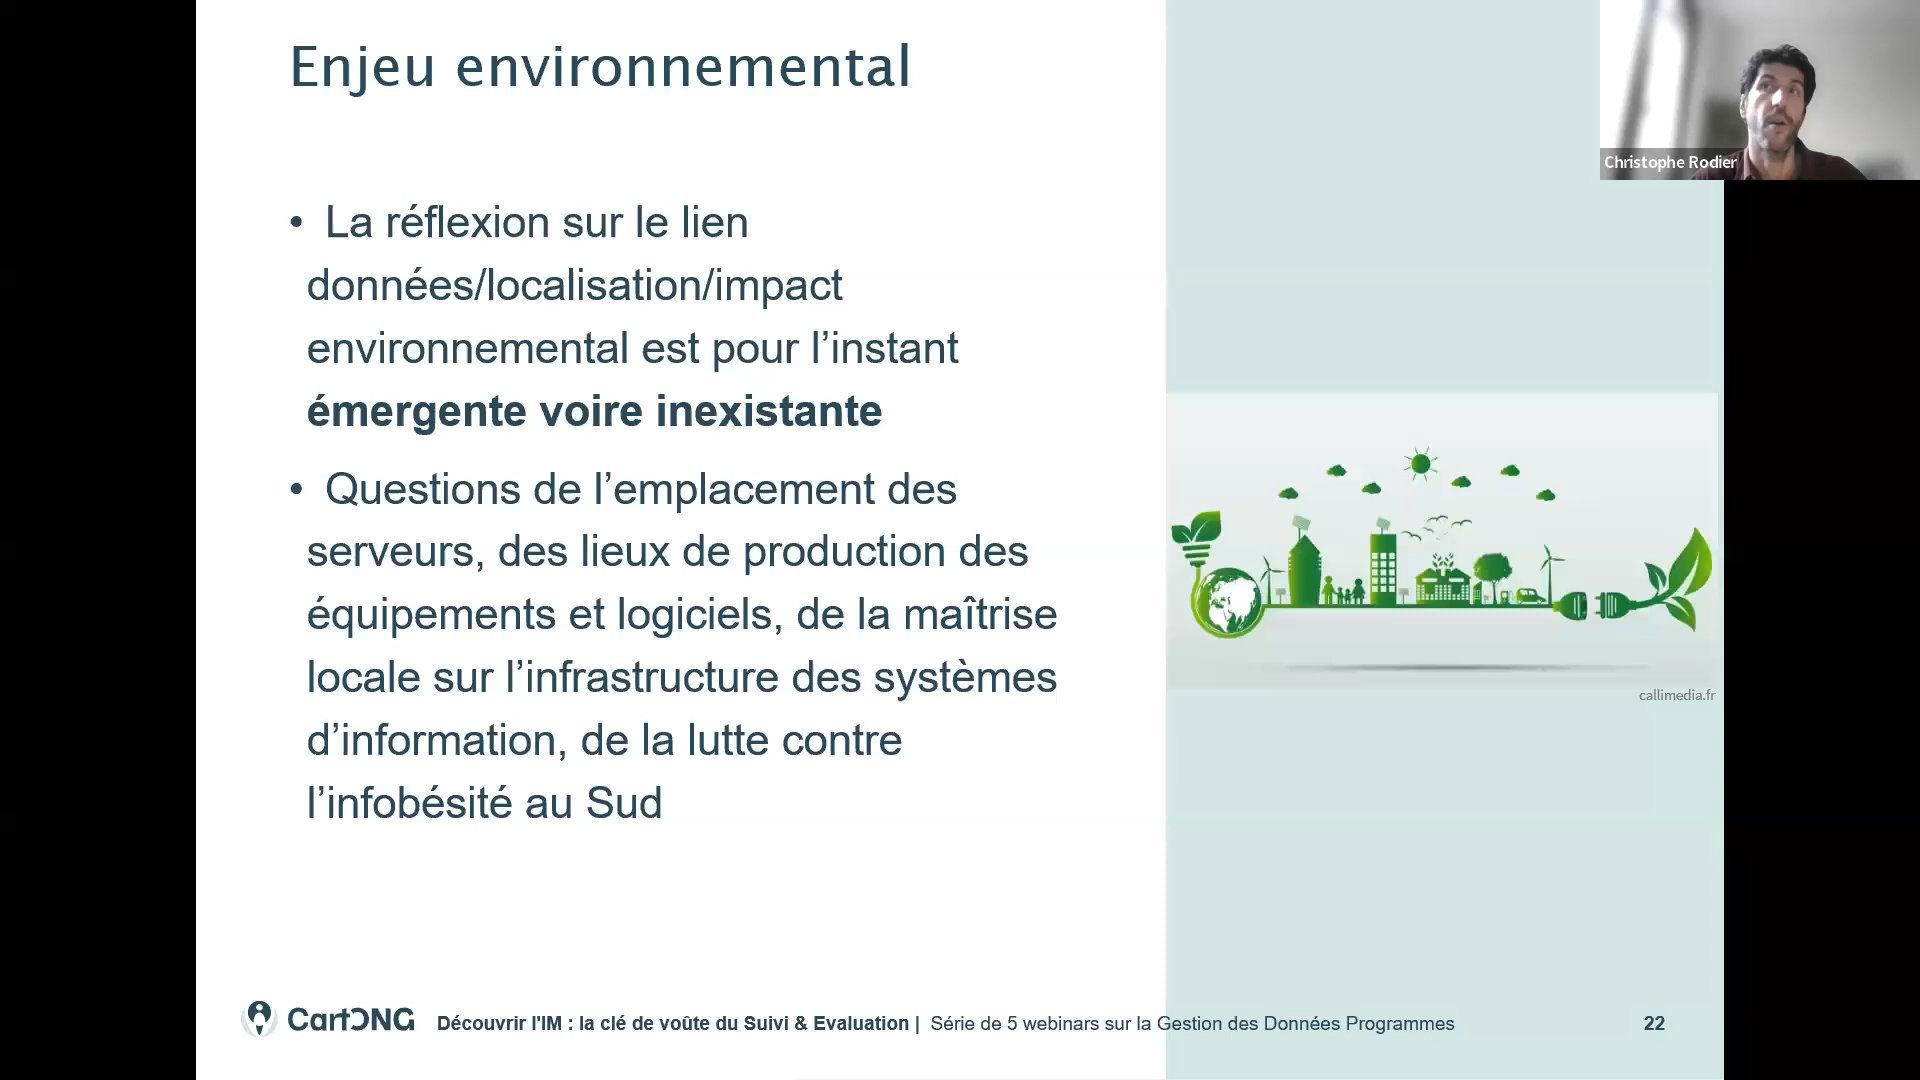 Enjeu environnemental
Christophe Rodier
• La réflexion sur le lien
données/localisation/impact
environnemental est pour l’instant
émergente voire inexistante
• Questions de l’emplacement des
serveurs, des lieux de production des
équipements et logiciels, de la maîtrise
locale sur l’infrastructure des systèmes
d’information, de la lutte contre
l’infobésité au Sud
callimedia.fr
CartONG Découvrir l'IM : la clé de voûte du Suivi & Evaluation | Série de 5 webinars sur la Gestion des Données Programmes 22